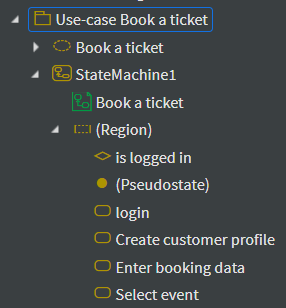 Use-case Book a ticket
Book a ticket
StateMachine1
Book a ticket
(Region)
is logged in
(Pseudostate)
login
Create customer profile
Enter booking data
Select event